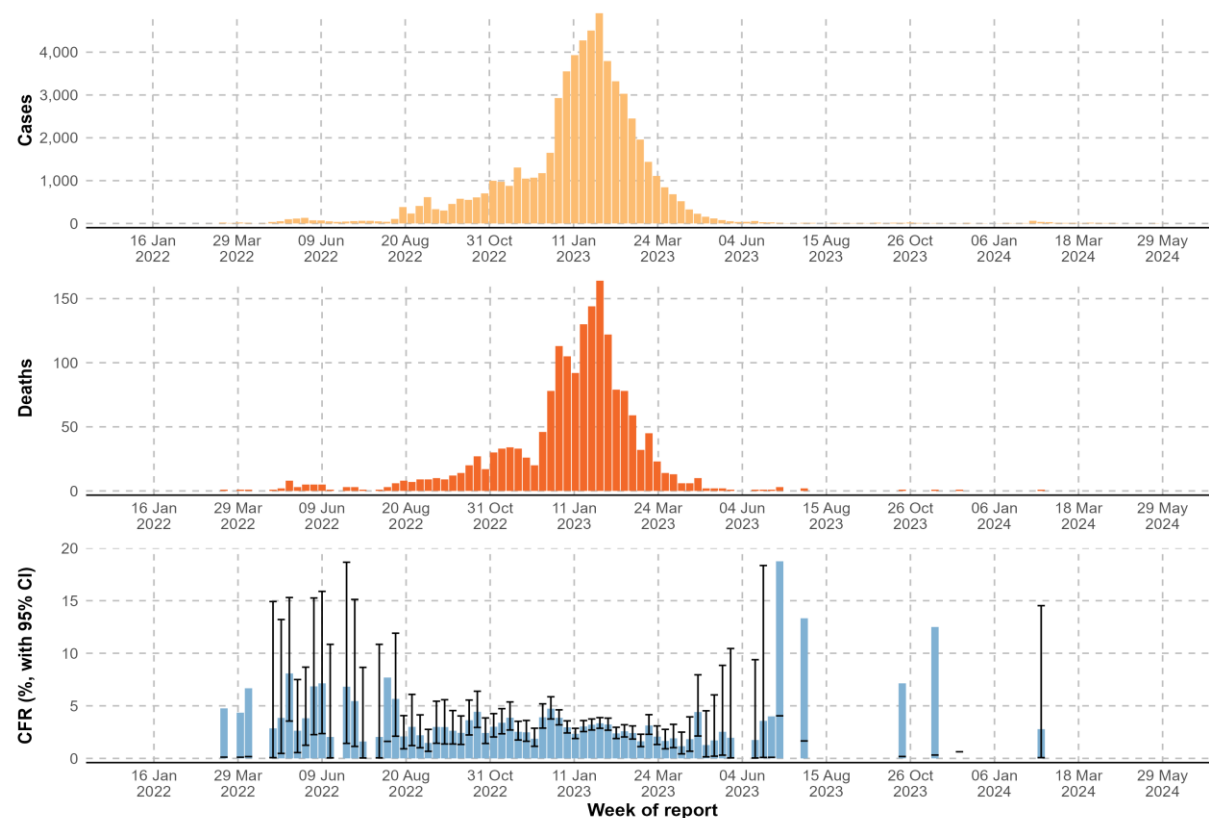 Cases
4,000
3,000
2,000
1,000
0
16 Jan 29 Mar 09 Jun 20 Aug 31 Oct 11 Jan 24 Mar 04 Jun 15 Aug 26 Oct 06 Jan 18 Mar 29 May
2022 2022 2022 2022 2022 2023 2023 2023 2023 2023 2024 2024 2024
Deaths
150
100
50
0
16 Jan 29 Mar 09 Jun 20 Aug 31 Oct 11 Jan 24 Mar 04 Jun 15 Aug 26 Oct 06 Jan 18 Mar 29 May
2022 2022 2022 2022 2022 2023 2023 2023 2023 2023 2024 2024 2024
CFR (%, with 95% CI)
20
15
10
5
0
16 Jan 29 Mar 09 Jun 20 Aug 31 Oct 11 Jan 24 Mar 04 Jun 15 Aug 26 Oct 06 Jan 18 Mar 29 May
2022 2022 2022 2022 2022 2023 2023 2023 2023 2023 2024 2024 2024
Week of report